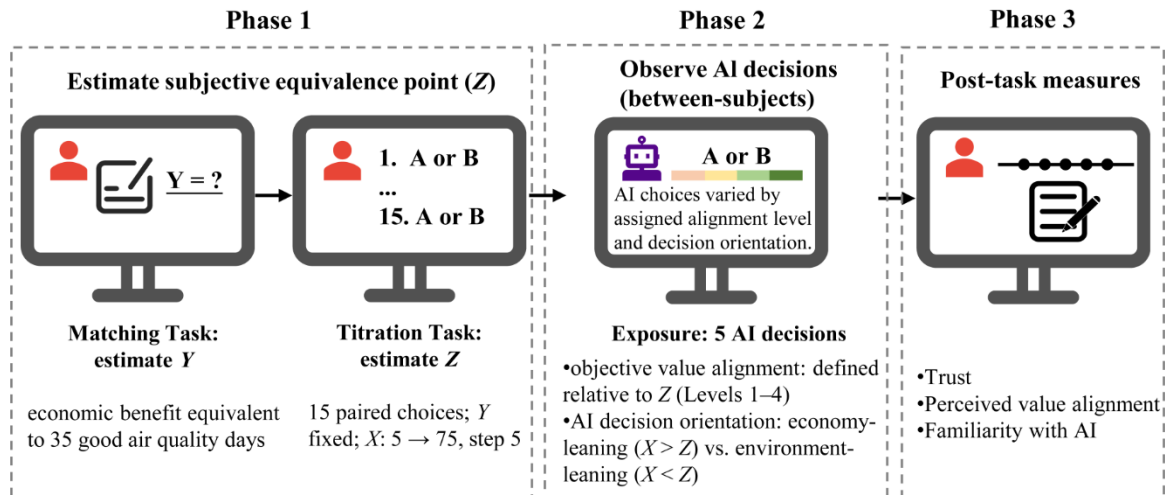 Phase 1
Phase 2
Phase 3
Estimate subjective equivalence point (Z)
Y = ?
1. A or B
...
15. A or B
Matching Task:
estimate Y
Titration Task:
estimate Z
economic benefit equivalent
to 35 good air quality days
15 paired choices; Y
fixed; X: 5 → 75, step 5
Observe AI decisions
(between-subjects)
A or B
AI choices varied by
assigned alignment level
and decision orientation.
Exposure: 5 AI decisions
•objective value alignment: defined
relative to Z (Levels 1–4)
•AI decision orientation: economy-
leaning (X > Z) vs. environment-
leaning (X < Z)
Post-task measures
•Trust
•Perceived value alignment
•Familiarity with AI